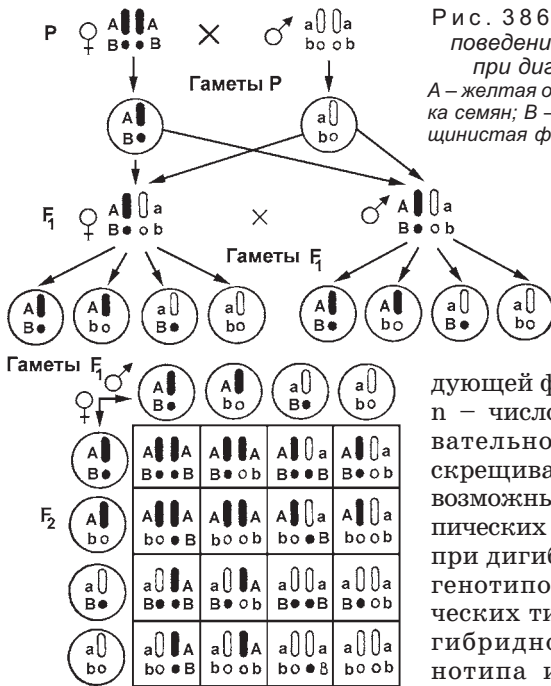 Рис. 386
поведени
при диг
А – желтая о
ка семян; В –
щинистая ф
P ♀ A A × ♂ a a
B B b b
Гаметы P
A a
B b
F1 ♀ A a × ♂ A a
B b B b
Гаметы F1
A A a a A A a a
B b B b B b B b
Гаметы F1 ♂
♀
A A a a
B b B b
A A A A A A a A a
B B B B b B B B b
F2
A A A A A A a A a
b b B b b b B b b
a a A a A a a a a
B B B B b B B B b
a a A a A a a a a
b b B b b b B b b
дующей ф
n – число
вательно
скрещива
возможны
пических
при дигиб
генотипо
ческих ти
гибридно
нотипа и